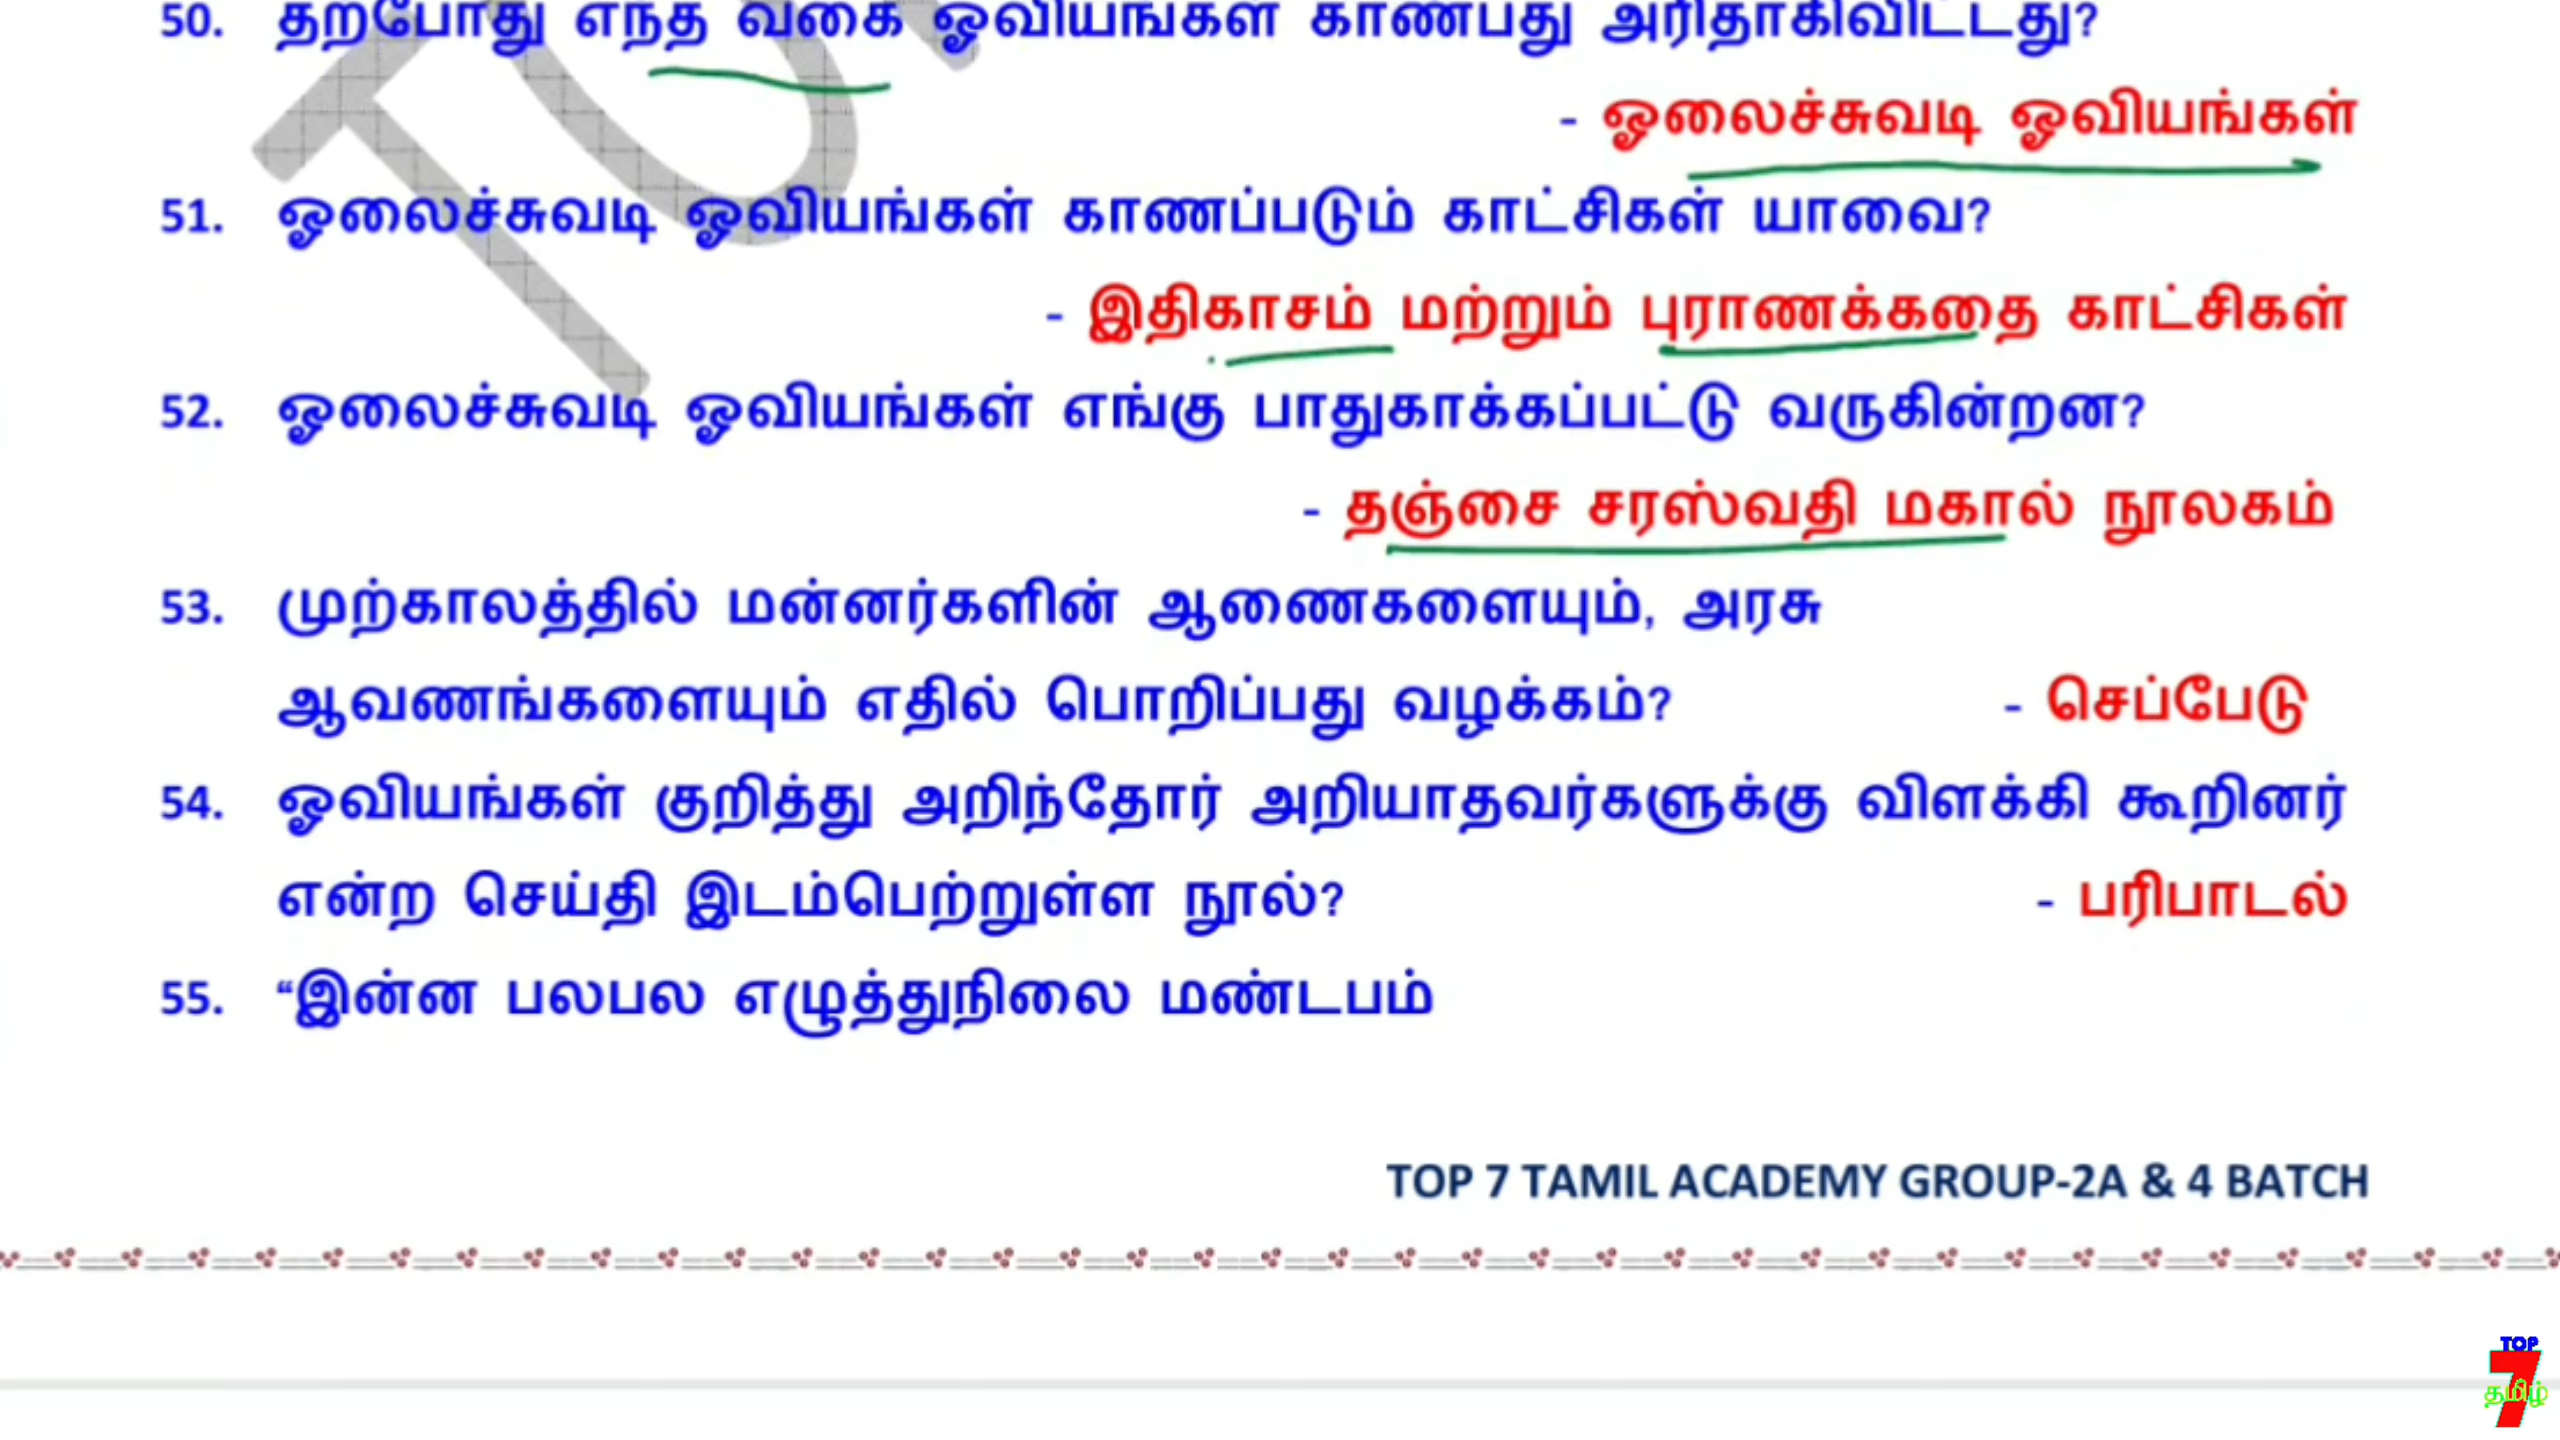 50. தற்போது எந்த வகை ஓவியங்கள் காண்பது அரிதாகிவிட்டது?
- ஓலைச்சுவடி ஓவியங்கள்
51. ஓலைச்சுவடி ஓவியங்கள் காணப்படும் காட்சிகள் யாவை?
- இதிகாசம் மற்றும் புராணக்கதை காட்சிகள்
52. ஓலைச்சுவடி ஓவியங்கள் எங்கு பாதுகாக்கப்பட்டு வருகின்றன?
- தஞ்சை சரஸ்வதி மகால் நூலகம்
53. முற்காலத்தில் மன்னர்களின் ஆணைகளையும், அரசு
ஆவணங்களையும் எதில் பொறிப்பது வழக்கம்? - செப்பேடு
54. ஓவியங்கள் குறித்து அறிந்தோர் அறியாதவர்களுக்கு விளக்கி கூறினர்
என்ற செய்தி இடம்பெற்றுள்ள நூல்? - பரிபாடல்
55. “இன்ன பலபல எழுத்துநிலை மண்டபம்
TOP 7 TAMIL ACADEMY GROUP-2A & 4 BATCH
TOP
7
தமிழ்